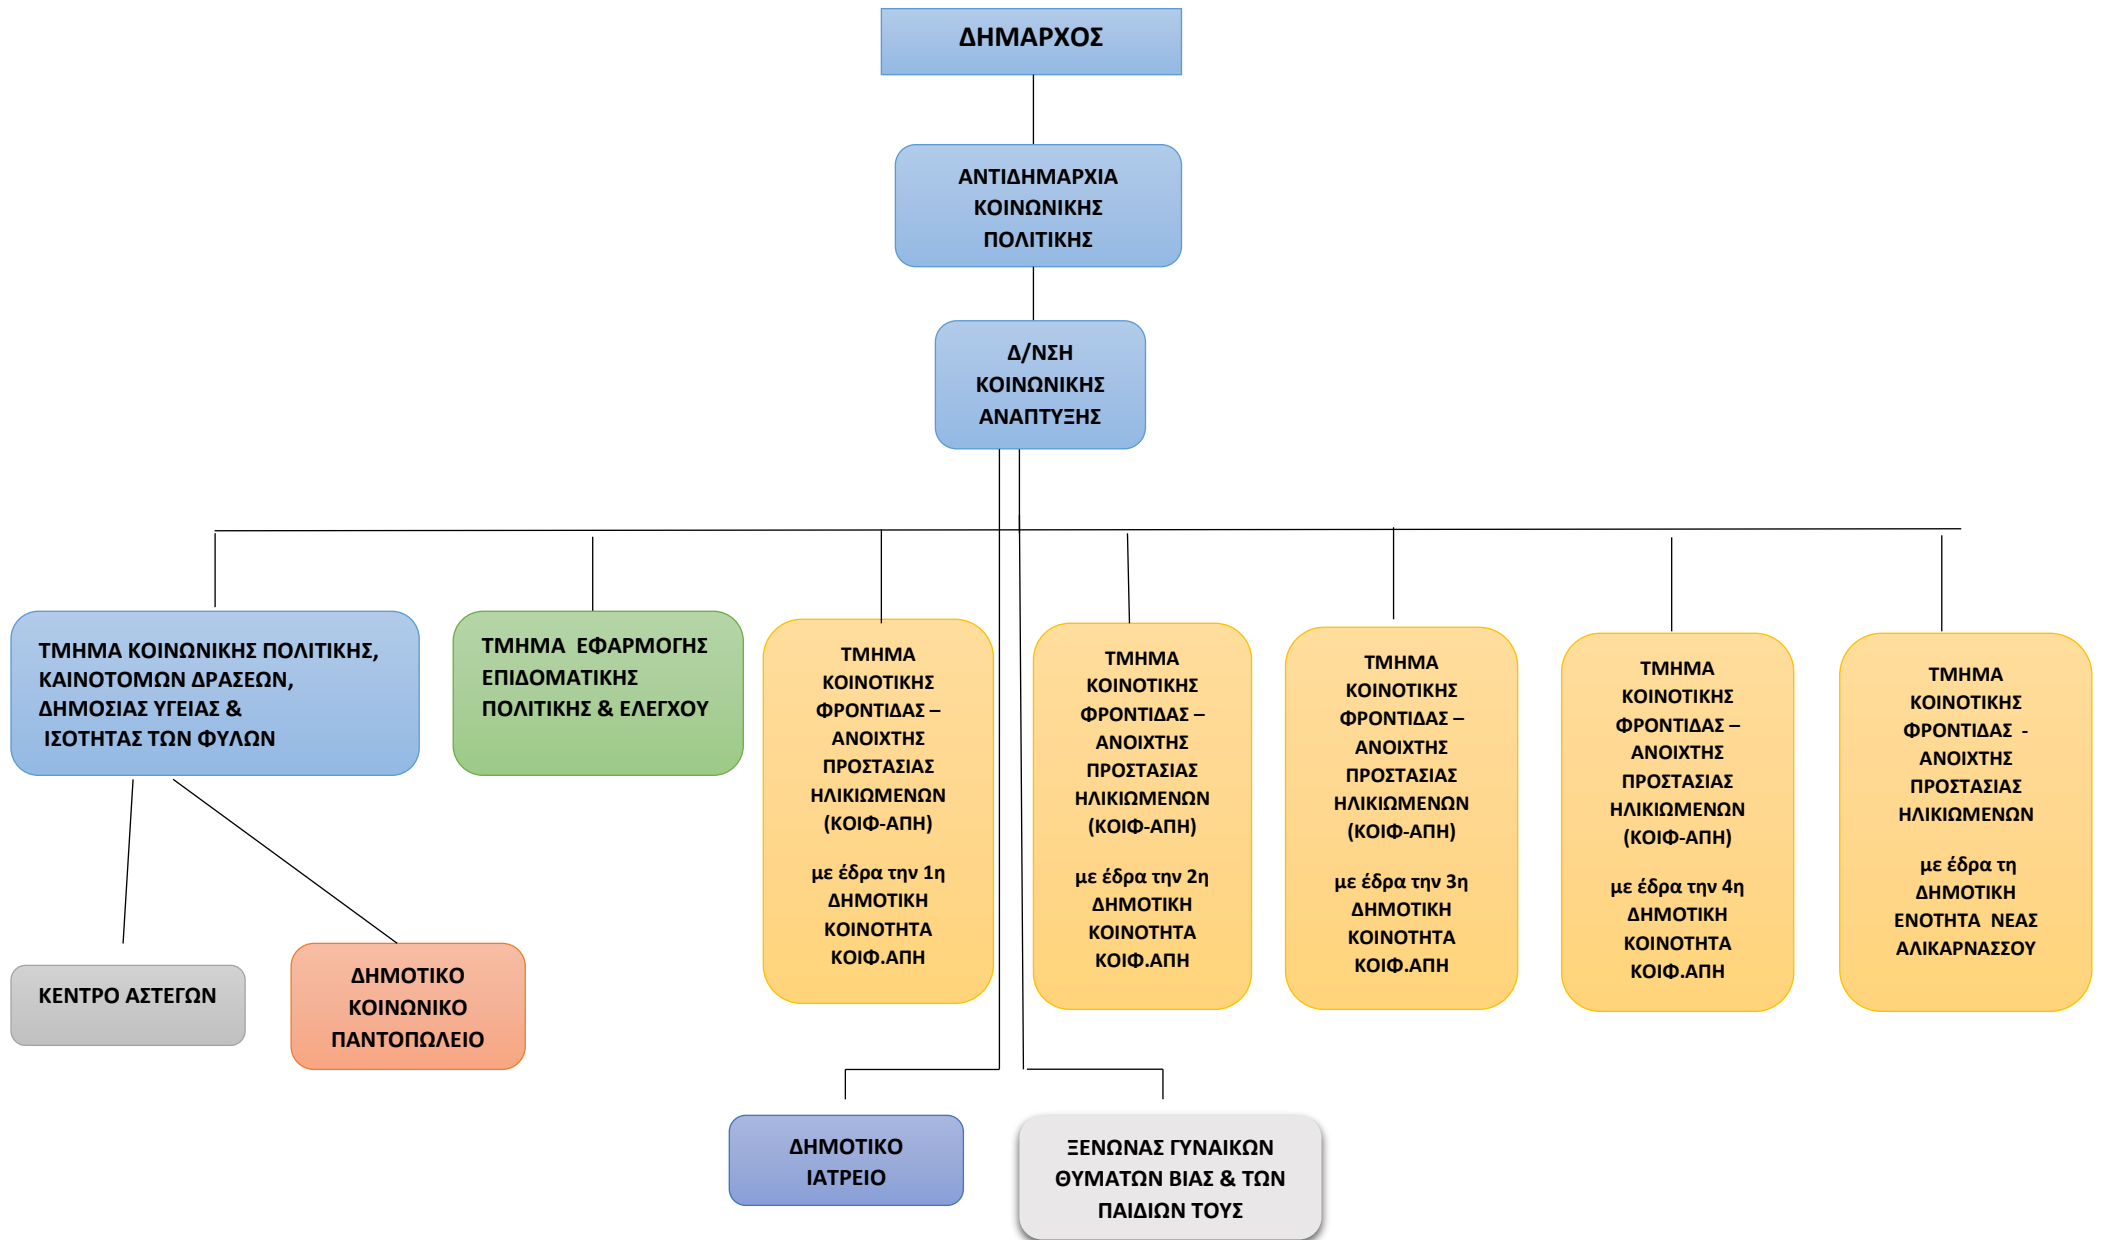 ΔΗΜΑΡΧΟΣ
ΑΝΤΙΔΗΜΑΡΧΙΑ
ΚΟΙΝΩΝΙΚΗΣ
ΠΟΛΙΤΙΚΗΣ
Δ/ΝΣΗ
ΚΟΙΝΩΝΙΚΗΣ
ΑΝΑΠΤΥΞΗΣ
ΤΜΗΜΑ ΚΟΙΝΩΝΙΚΗΣ ΠΟΛΙΤΙΚΗΣ,
ΚΑΙΝΟΤΟΜΩΝ ΔΡΑΣΕΩΝ,
ΔΗΜΟΣΙΑΣ ΥΓΕΙΑΣ &
ΙΣΟΤΗΤΑΣ ΤΩΝ ΦΥΛΩΝ
ΤΜΗΜΑ ΕΦΑΡΜΟΓΗΣ
ΕΠΙΔΟΜΑΤΙΚΗΣ
ΠΟΛΙΤΙΚΗΣ & ΕΛΕΓΧΟΥ
ΤΜΗΜΑ
ΚΟΙΝΟΤΙΚΗΣ
ΦΡΟΝΤΙΔΑΣ –
ΑΝΟΙΧΤΗΣ
ΠΡΟΣΤΑΣΙΑΣ
ΗΛΙΚΙΩΜΕΝΩΝ
(ΚΟΙΦ-ΑΠΗ)
με έδρα την 1η
ΔΗΜΟΤΙΚΗ
ΚΟΙΝΟΤΗΤΑ
ΚΟΙΦ.ΑΠΗ
ΤΜΗΜΑ
ΚΟΙΝΟΤΙΚΗΣ
ΦΡΟΝΤΙΔΑΣ –
ΑΝΟΙΧΤΗΣ
ΠΡΟΣΤΑΣΙΑΣ
ΗΛΙΚΙΩΜΕΝΩΝ
(ΚΟΙΦ-ΑΠΗ)
με έδρα την 2η
ΔΗΜΟΤΙΚΗ
ΚΟΙΝΟΤΗΤΑ
ΚΟΙΦ.ΑΠΗ
ΤΜΗΜΑ
ΚΟΙΝΟΤΙΚΗΣ
ΦΡΟΝΤΙΔΑΣ –
ΑΝΟΙΧΤΗΣ
ΠΡΟΣΤΑΣΙΑΣ
ΗΛΙΚΙΩΜΕΝΩΝ
(ΚΟΙΦ-ΑΠΗ)
με έδρα την 3η
ΔΗΜΟΤΙΚΗ
ΚΟΙΝΟΤΗΤΑ
ΚΟΙΦ.ΑΠΗ
ΤΜΗΜΑ
ΚΟΙΝΟΤΙΚΗΣ
ΦΡΟΝΤΙΔΑΣ –
ΑΝΟΙΧΤΗΣ
ΠΡΟΣΤΑΣΙΑΣ
ΗΛΙΚΙΩΜΕΝΩΝ
(ΚΟΙΦ-ΑΠΗ)
με έδρα την 4η
ΔΗΜΟΤΙΚΗ
ΚΟΙΝΟΤΗΤΑ
ΚΟΙΦ.ΑΠΗ
ΤΜΗΜΑ
ΚΟΙΝΟΤΙΚΗΣ
ΦΡΟΝΤΙΔΑΣ -
ΑΝΟΙΧΤΗΣ
ΠΡΟΣΤΑΣΙΑΣ
ΗΛΙΚΙΩΜΕΝΩΝ
με έδρα τη
ΔΗΜΟΤΙΚΗ
ΕΝΟΤΗΤΑ ΝΕΑΣ
ΑΛΙΚΑΡΝΑΣΣΟΥ
ΚΕΝΤΡΟ ΑΣΤΕΓΩΝ
ΔΗΜΟΤΙΚΟ
ΚΟΙΝΩΝΙΚΟ
ΠΑΝΤΟΠΩΛΕΙΟ
ΔΗΜΟΤΙΚΟ
ΙΑΤΡΕΙΟ
ΞΕΝΩΝΑΣ ΓΥΝΑΙΚΩΝ
ΘΥΜΑΤΩΝ ΒΙΑΣ & ΤΩΝ
ΠΑΙΔΙΩΝ ΤΟΥΣ